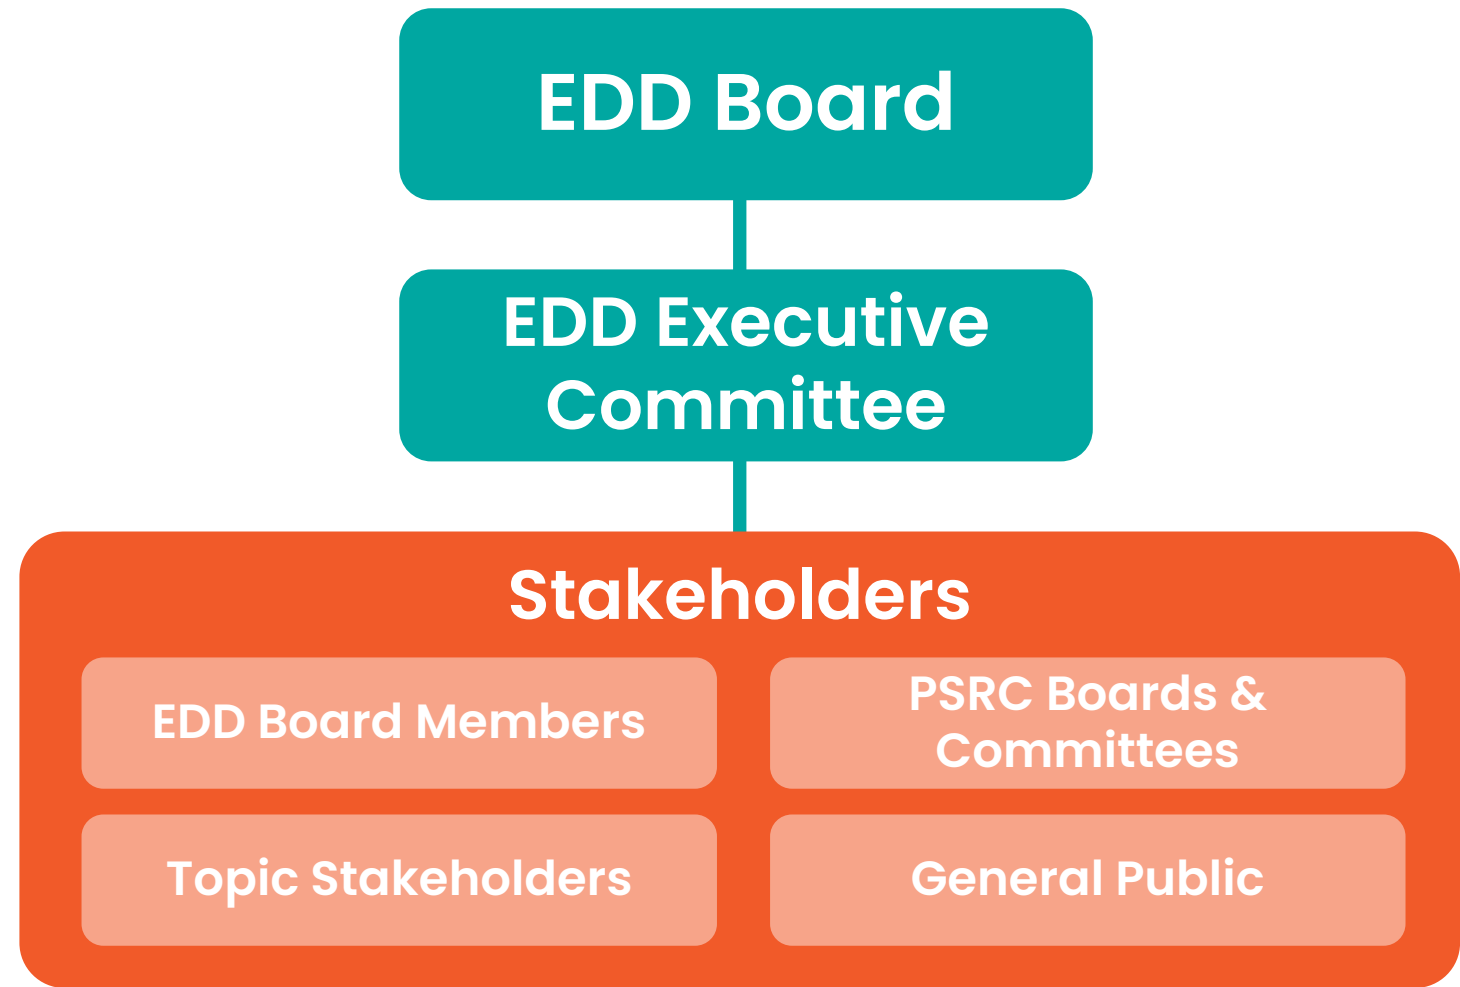 EDD Board
EDD Executive
Committee
Stakeholders
EDD Board Members
PSRC Boards &
Committees
Topic Stakeholders
General Public